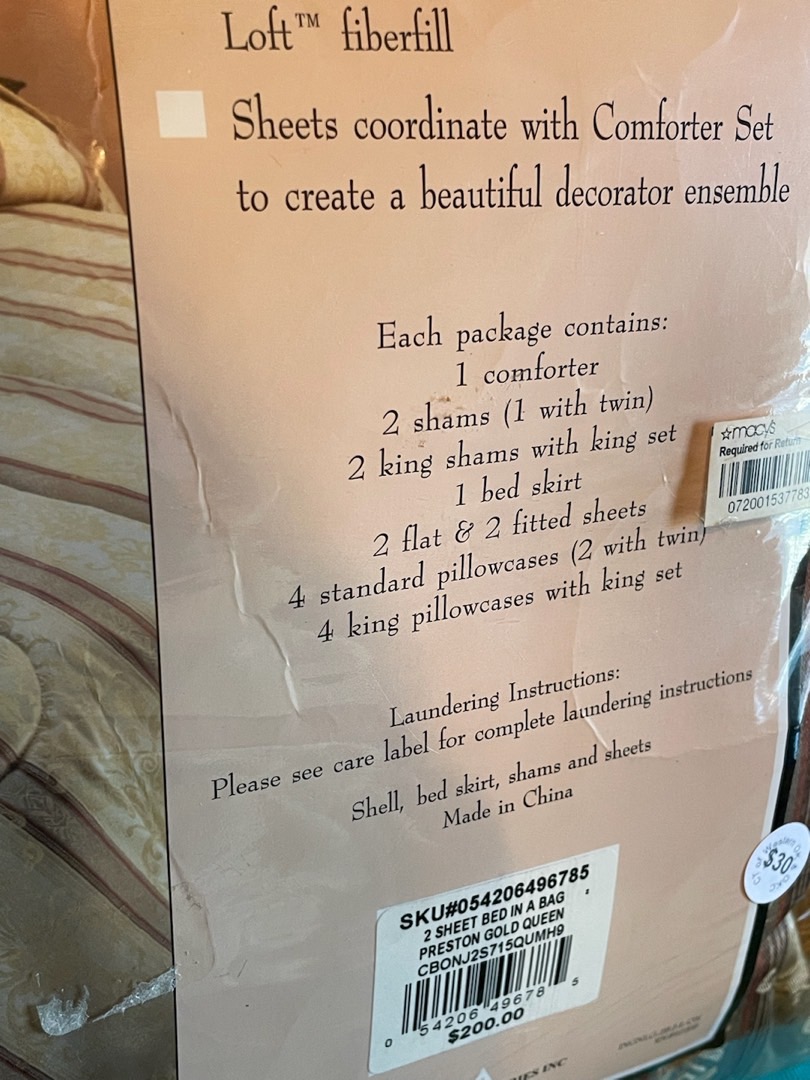 Loft™ fiberfill
Sheets coordinate with Comforter Set
to create a beautiful decorator ensemble
Each package contains:
1 comforter
2 shams (1 with twin)
2 king shams with king set
1 bed skirt
2 flat & 2 fitted sheets
4 standard pillowcases (2 with twin)
4 king pillowcases with king set
☆macy's
Required for Return
072001537783
Laundering Instructions:
Please see care label for complete laundering instructions
Shell, bed skirt, shams and sheets
Made in China
$30
SKU#054206496785
2 SHEET BED IN A BAG
PRESTON GOLD QUEEN
CBONJ2S715QUMH9
0 54206 49678 5
$200.00
INC